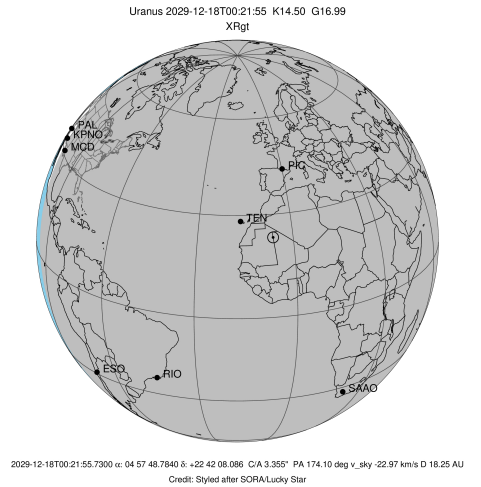 Uranus 2029-12-18T00:21:55 K14.50 G16.99
XRgt
PAL
KPNO
MCD
PIC
TEN
ESO
RIO
SAAO
2029-12-18T00:21:55.7300 α: 04 57 48.7840 δ: +22 42 08.086 C/A 3.355" PA 174.10 deg v_sky -22.97 km/s D 18.25 AU
Credit: Styled after SORA/Lucky Star